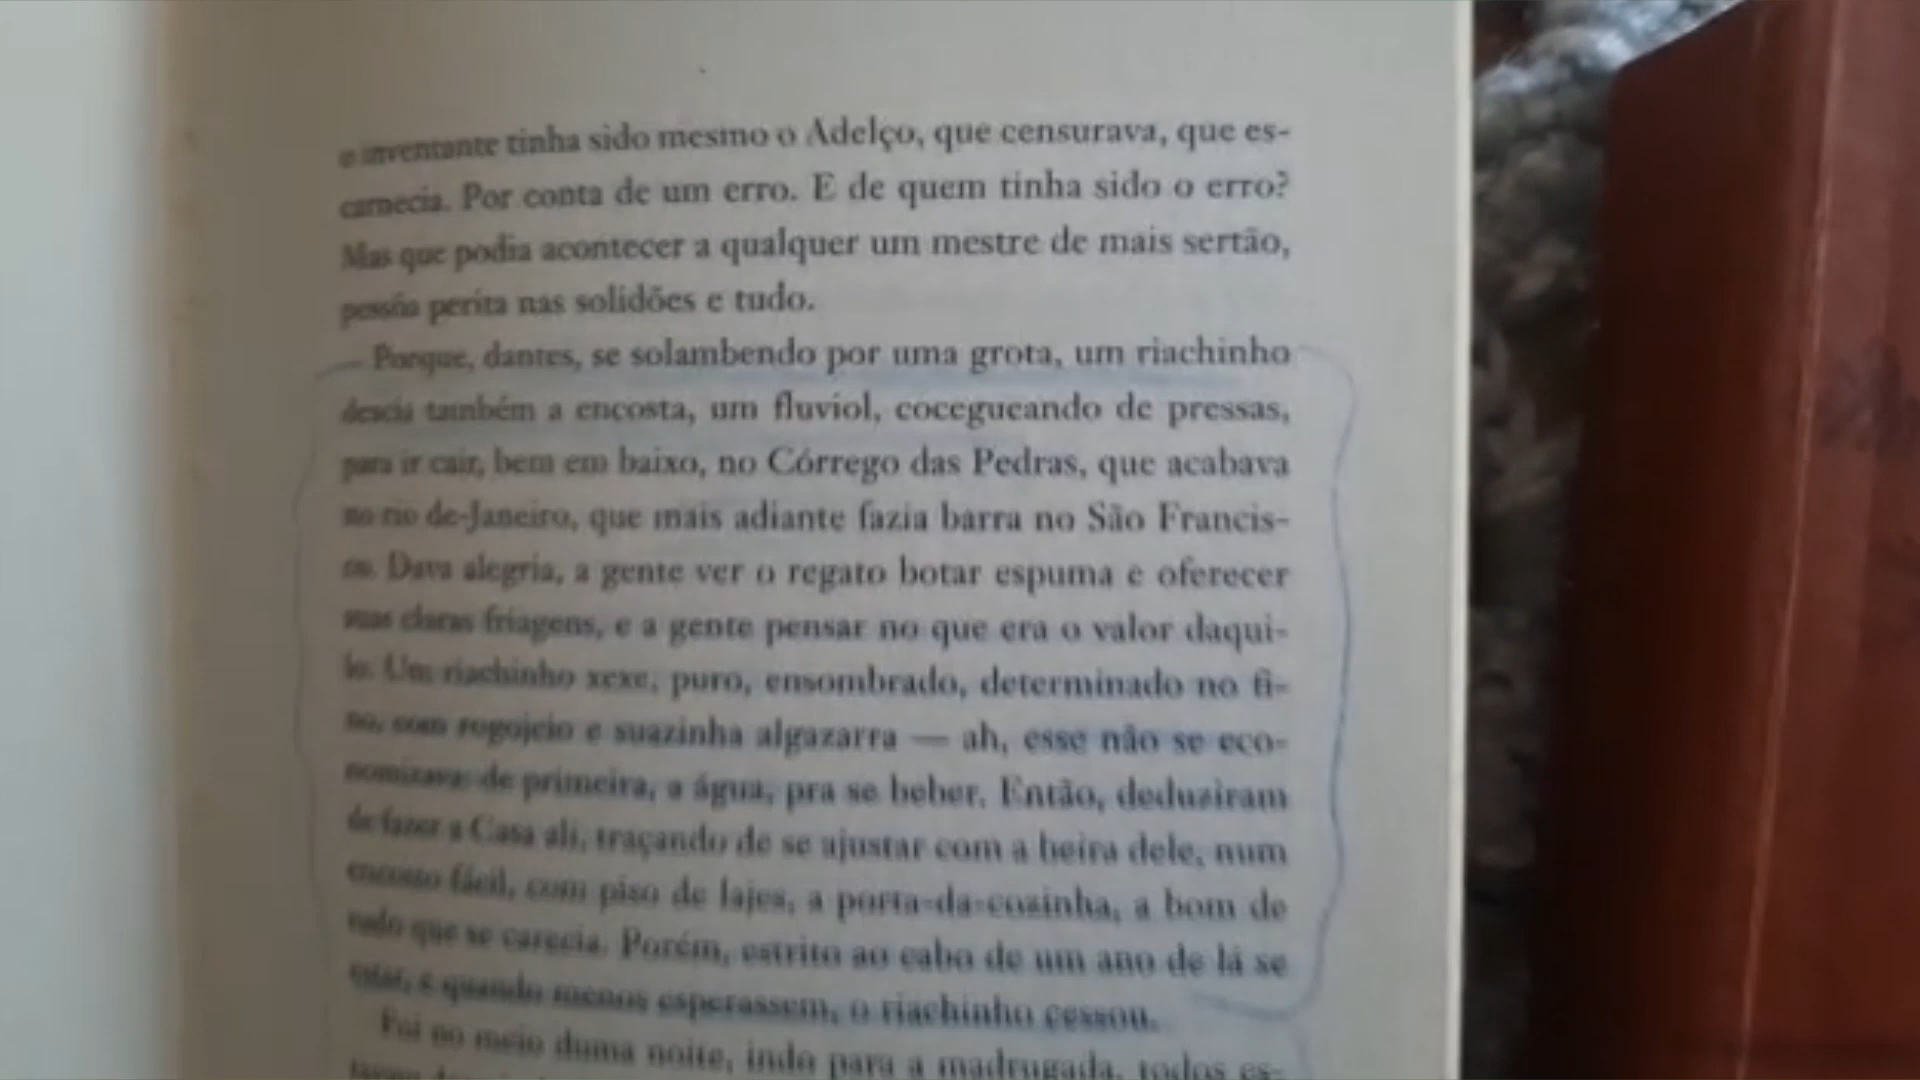 o inventante tinha sido mesmo o Adelço, que censurava, que es-
carnecia. Por conta de um erro. E de quem tinha sido o erro?
Mas que podia acontecer a qualquer um mestre de mais sertão,
pessôa perita nas solidões e tudo.
Porque, dantes, se solambendo por uma grota, um riachinho
descia também a encosta, um fluviol, cocegueando de pressas,
para ir cair, bem em baixo, no Córrego das Pedras, que acabava
no rio de-Janeiro, que mais adiante fazia barra no São Francis-
co. Dava alegria, a gente ver o regato botar espuma e oferecer
suas claras friagens, e a gente pensar no que era o valor daqui-
lo. Um riachinho xexe, puro, ensombrado, determinado no fi-
no, com rogojeio e suazinha algazarra — ah, esse não se eco-
nomizava: de primeira, a água, pra se beber. Então, deduziram
de fazer a Casa ali, traçando de se ajustar com a beira dele, num
encosto fácil, com piso de lajes, a porta-da-cozinha, a bom de
tudo que se carecia. Porém, estrito ao cabo de um ano de lá se
estar, e quando menos esperassem, o riachinho cessou.
Foi no meio duma noite, indo para a madrugada, todos es-